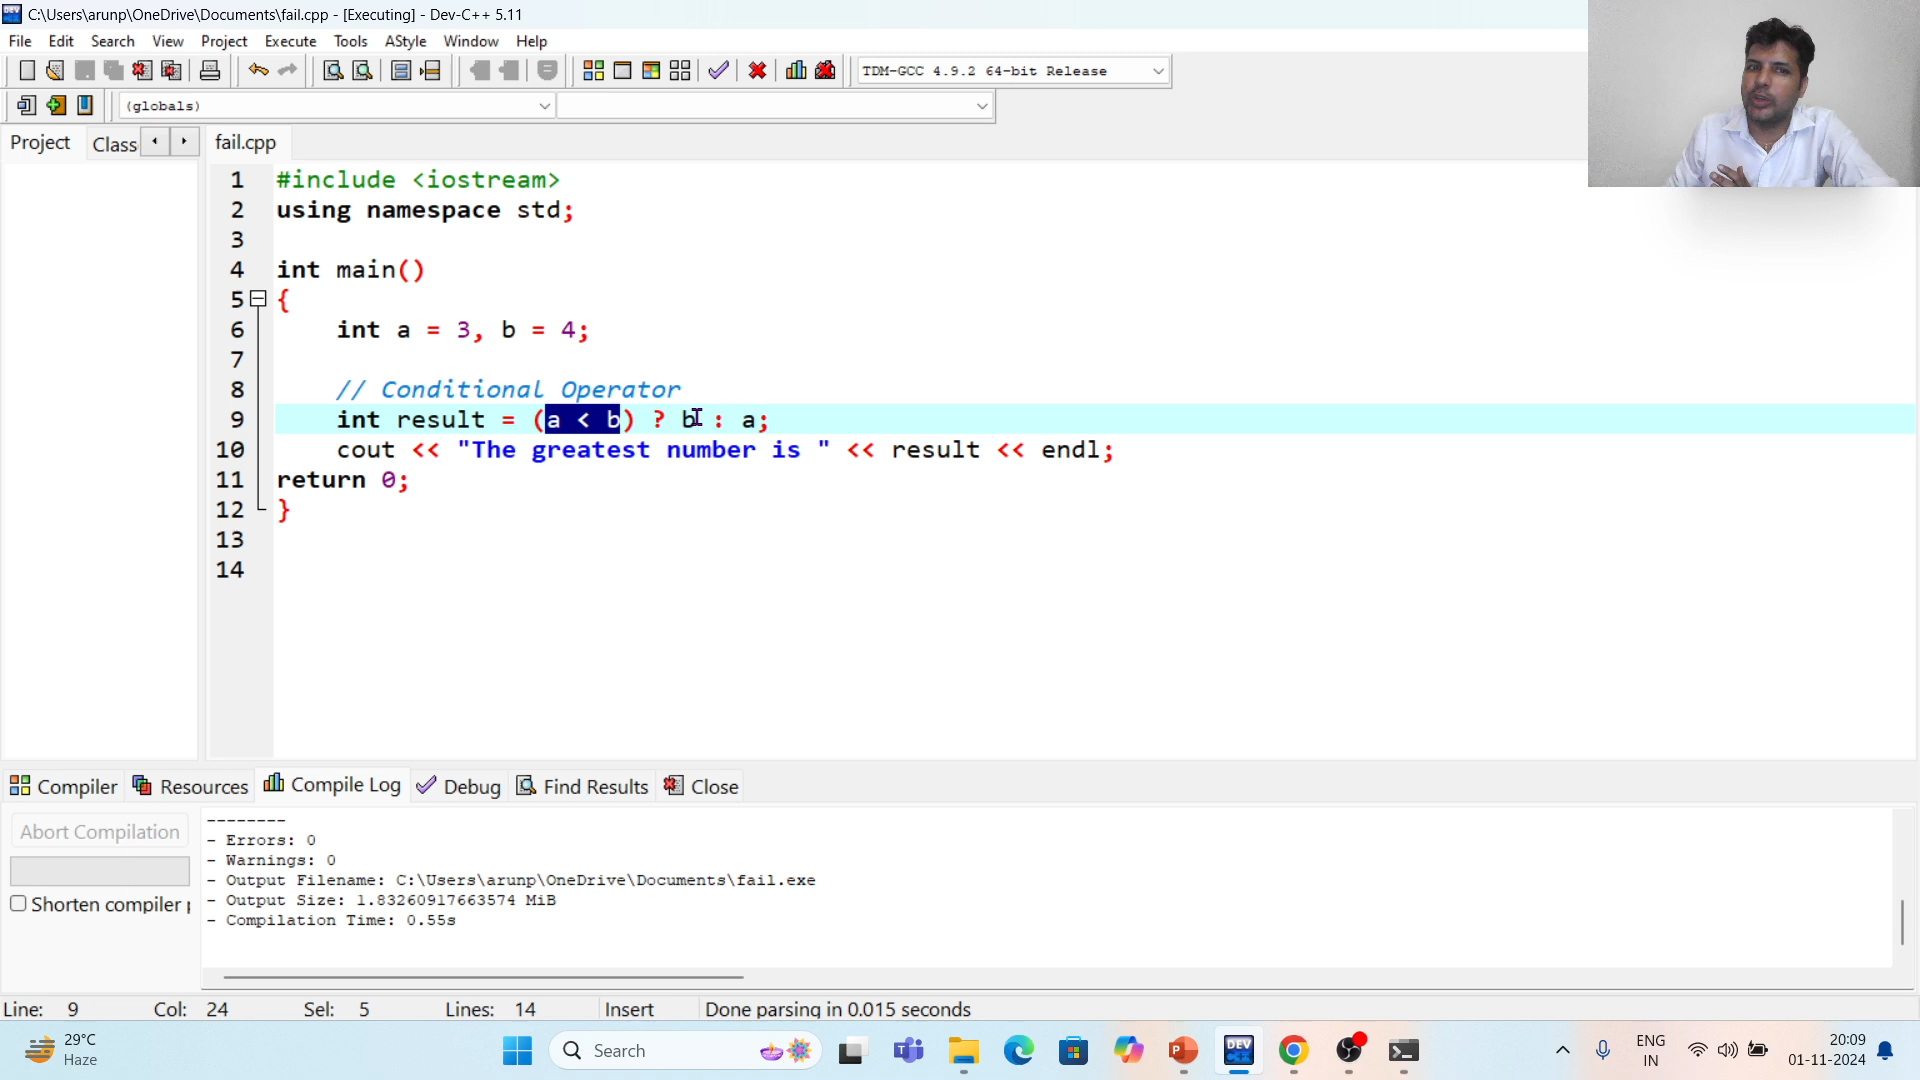 C:\Users\arunp\OneDrive\Documents\fail.cpp - [Executing] - Dev-C++ 5.11
File Edit Search View Project Execute Tools AStyle Window Help
TDM-GCC 4.9.2 64-bit Release
(globals)
Project Class fail.cpp
1 #include <iostream>
2 using namespace std;
3
4 int main()
5 {
6 int a = 3, b = 4;
7
8 // Conditional Operator
9 int result = (a < b) ? b : a;
10 cout << "The greatest number is " << result << endl;
11 return 0;
12 }
13
14
Compiler Resources Compile Log Debug Find Results Close
Abort Compilation
Shorten compiler p
--------
- Errors: 0
- Warnings: 0
- Output Filename: C:\Users\arunp\OneDrive\Documents\fail.exe
- Output Size: 1.83260917663574 MiB
- Compilation Time: 0.55s
Line: 9 Col: 24 Sel: 5 Lines: 14 Insert Done parsing in 0.015 seconds
29°C
Haze
Search
DEV
ENG
IN
20:09
01-11-2024